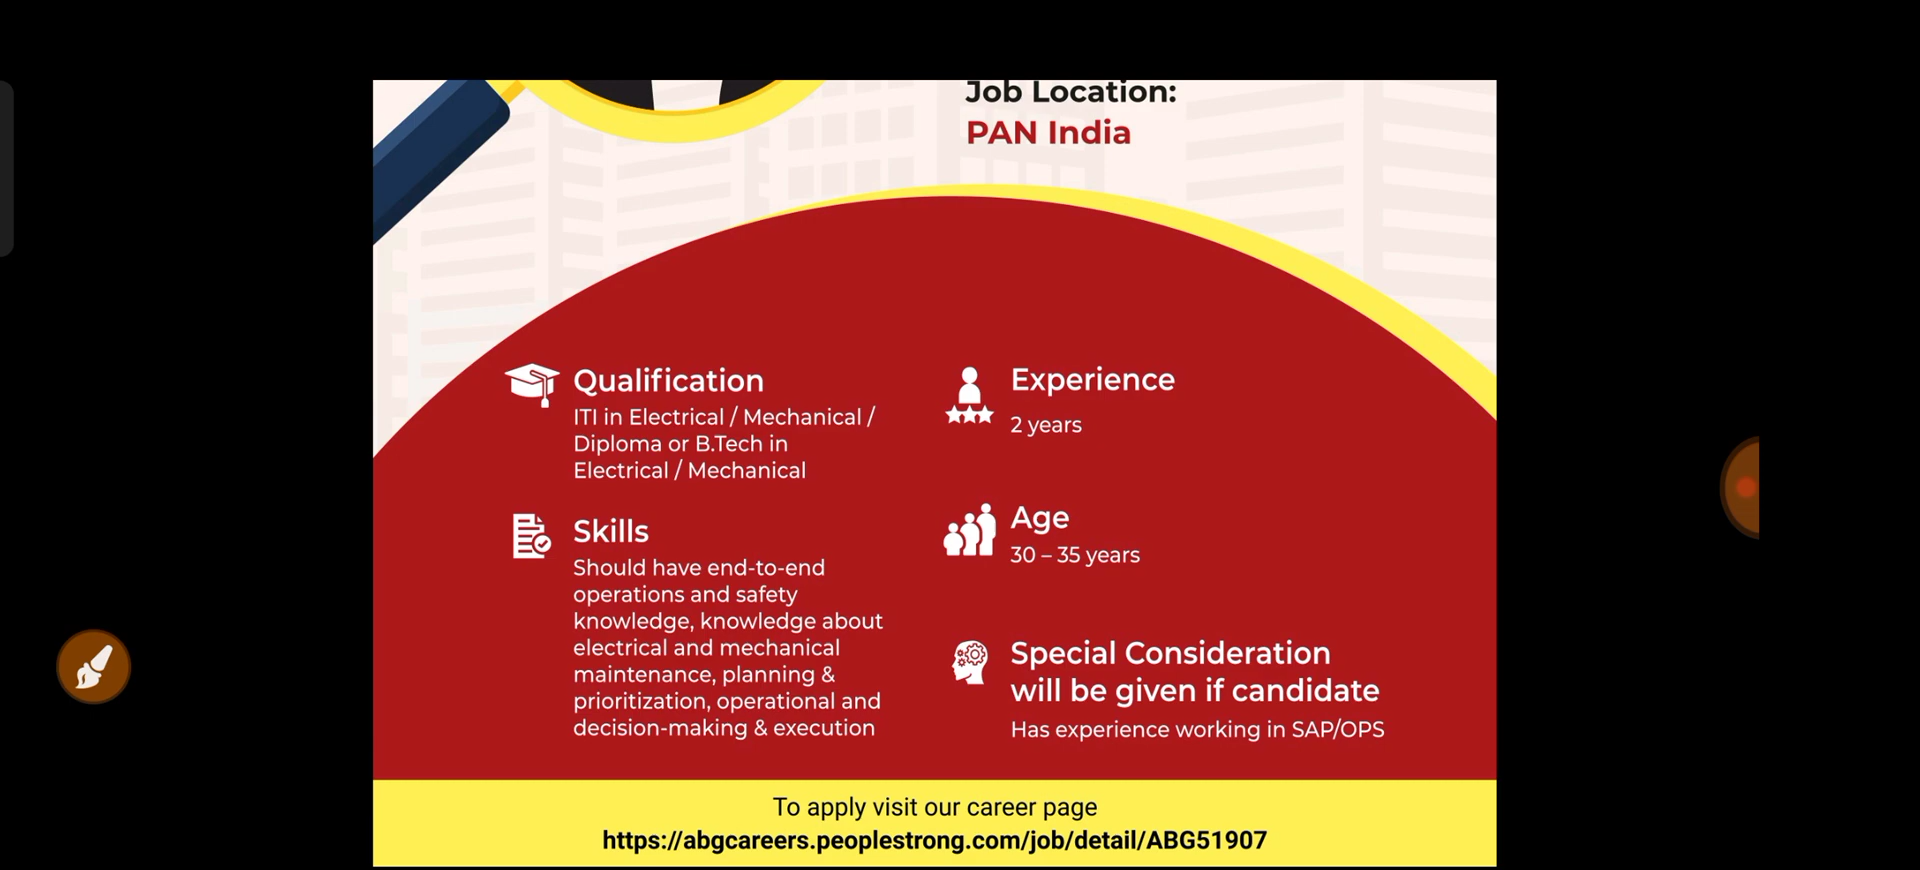 Job Location:
PAN India
Qualification
ITI in Electrical / Mechanical /
Diploma or B.Tech in
Electrical / Mechanical
Skills
Should have end-to-end
operations and safety
knowledge, knowledge about
electrical and mechanical
maintenance, planning &
prioritization, operational and
decision-making & execution
Experience
2 years
Age
30 – 35 years
Special Consideration
will be given if candidate
Has experience working in SAP/OPS
To apply visit our career page
https://abgcareers.peoplestrong.com/job/detail/ABG51907